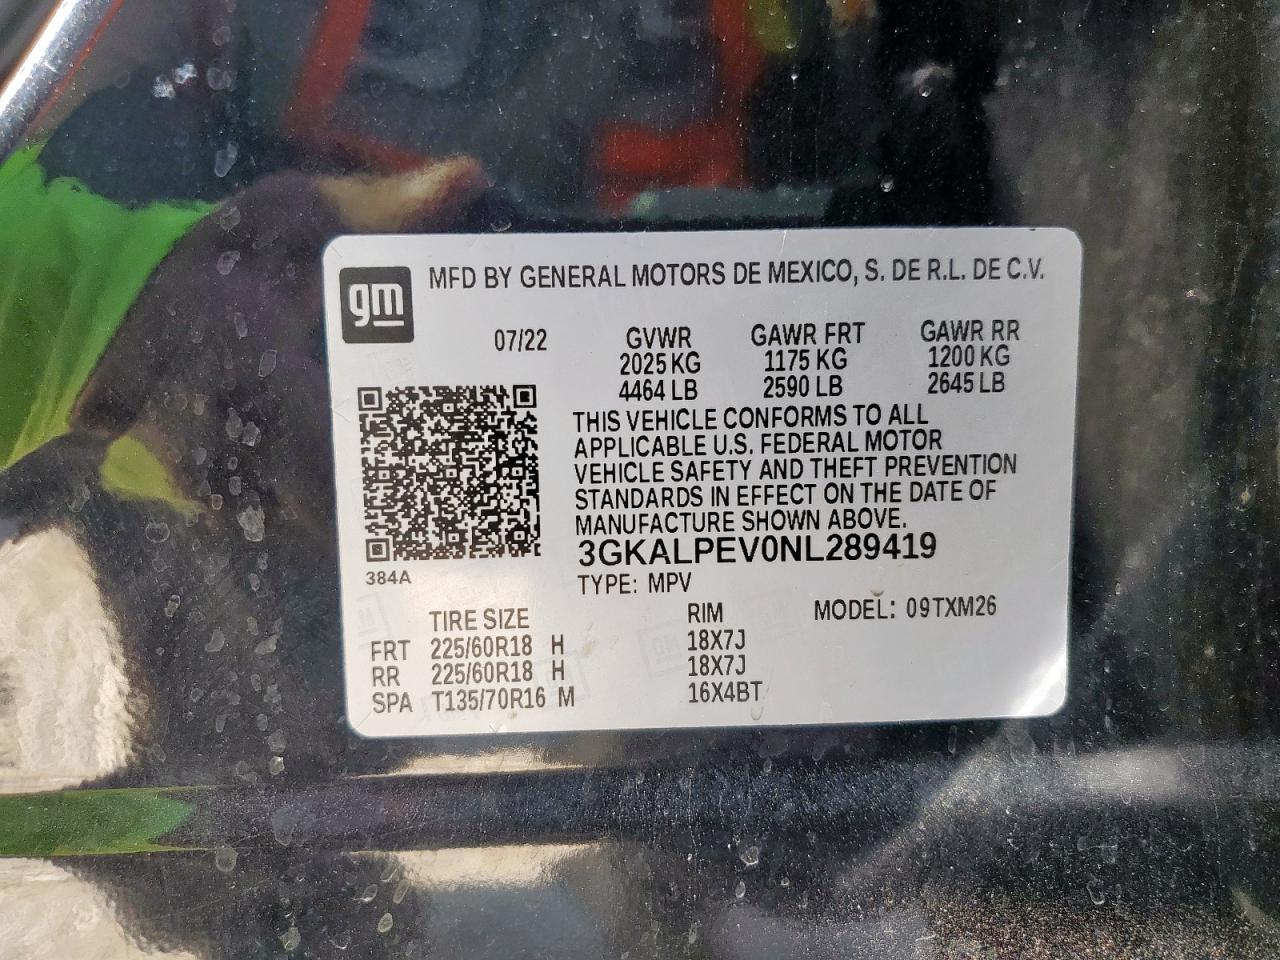 gm
MFD BY GENERAL MOTORS DE MEXICO, S. DE R.L. DE C.V.
07/22 GVWR GAWR FRT GAWR RR
2025 KG 1175 KG 1200 KG
4464 LB 2590 LB 2645 LB
THIS VEHICLE CONFORMS TO ALL
APPLICABLE U.S. FEDERAL MOTOR
VEHICLE SAFETY AND THEFT PREVENTION
STANDARDS IN EFFECT ON THE DATE OF
MANUFACTURE SHOWN ABOVE.
3GKALPEV0NL289419
384A
TYPE: MPV
TIRE SIZE RIM MODEL: 09TXM26
FRT 225/60R18 H 18X7J
RR 225/60R18 H 18X7J
SPA T135/70R16 M 16X4BT